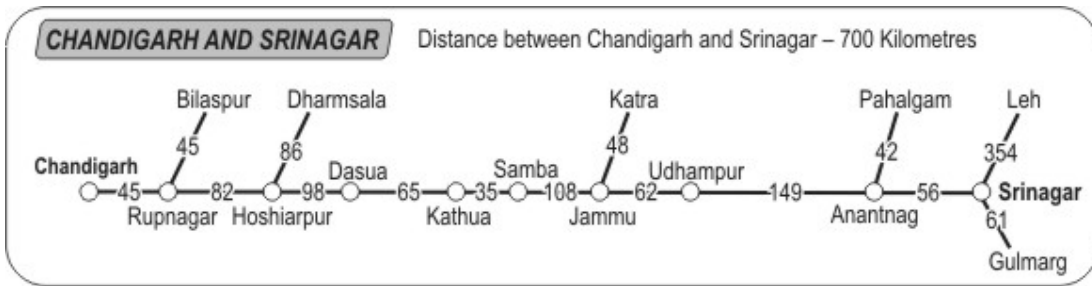 CHANDIGARH AND SRINAGAR Distance between Chandigarh and Srinagar – 700 Kilometres
Bilaspur Dharmsala Katra Pahalgam Leh
45 86 48 42 354
Chandigarh Dasua Samba Udhampur
45 82 98 65 35 108 62 149 56 Srinagar
Rupnagar Hoshiarpur Kathua Jammu Anantnag 61
Gulmarg